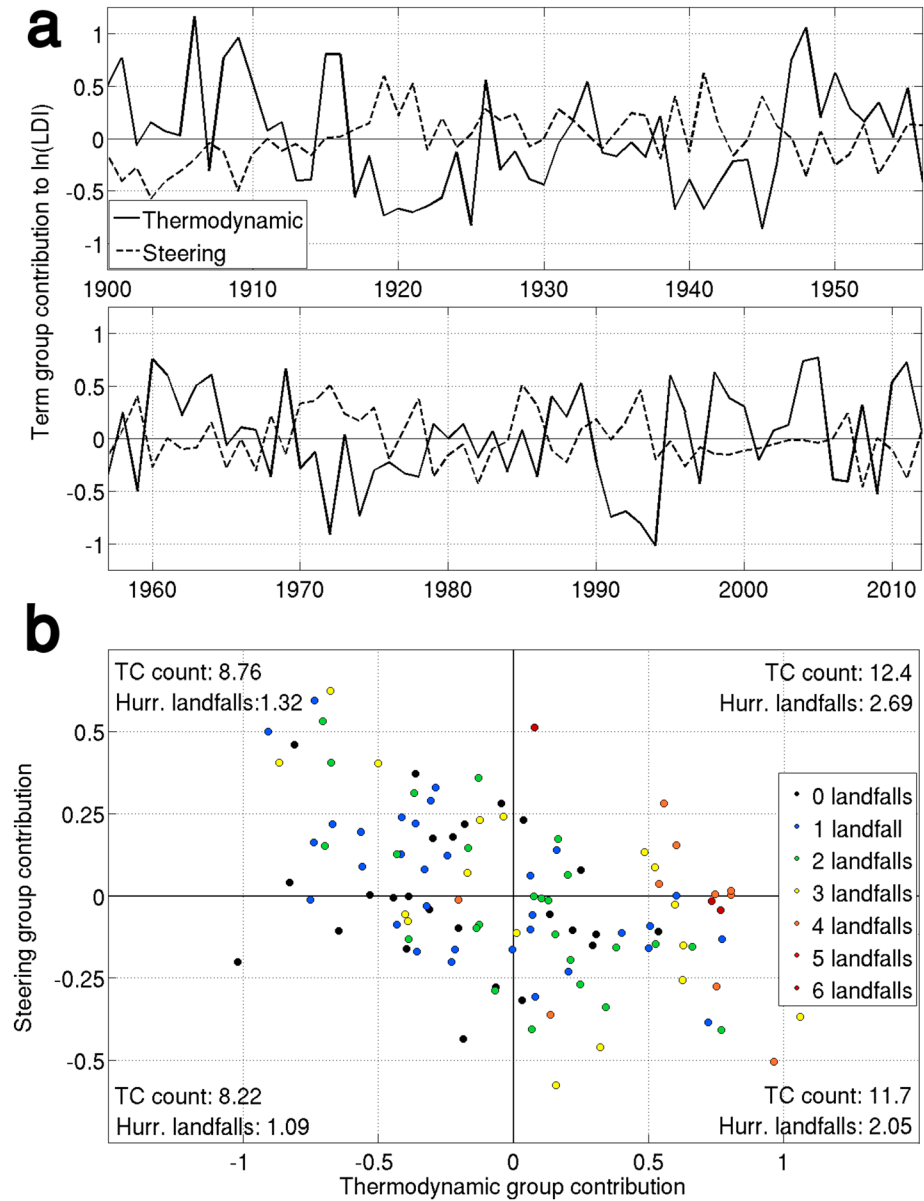 a
Term group contribution to ln(LDI)
1
0.5
0
-0.5
-1
Thermodynamic
Steering
1900 1910 1920 1930 1940 1950
1
0.5
0
-0.5
-1
1960 1970 1980 1990 2000 2010
b
Steering group contribution
TC count: 8.76
Hurr. landfalls:1.32
TC count: 12.4
Hurr. landfalls: 2.69
0.5
0.25
0
-0.25
-0.5
0 landfalls
1 landfall
2 landfalls
3 landfalls
4 landfalls
5 landfalls
6 landfalls
TC count: 8.22
Hurr. landfalls: 1.09
TC count: 11.7
Hurr. landfalls: 2.05
-1 -0.5 0 0.5 1
Thermodynamic group contribution